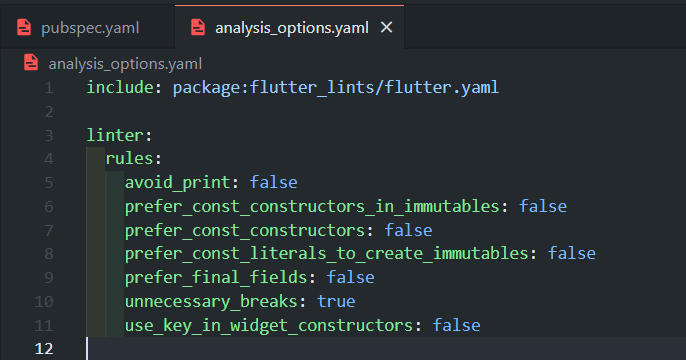 pubspec.yaml analysis_options.yaml
analysis_options.yaml
1 include: package:flutter_lints/flutter.yaml
2
3 linter:
4   rules:
5     avoid_print: false
6     prefer_const_constructors_in_immutables: false
7     prefer_const_constructors: false
8     prefer_const_literals_to_create_immutables: false
9     prefer_final_fields: false
10     unnecessary_breaks: true
11     use_key_in_widget_constructors: false
12